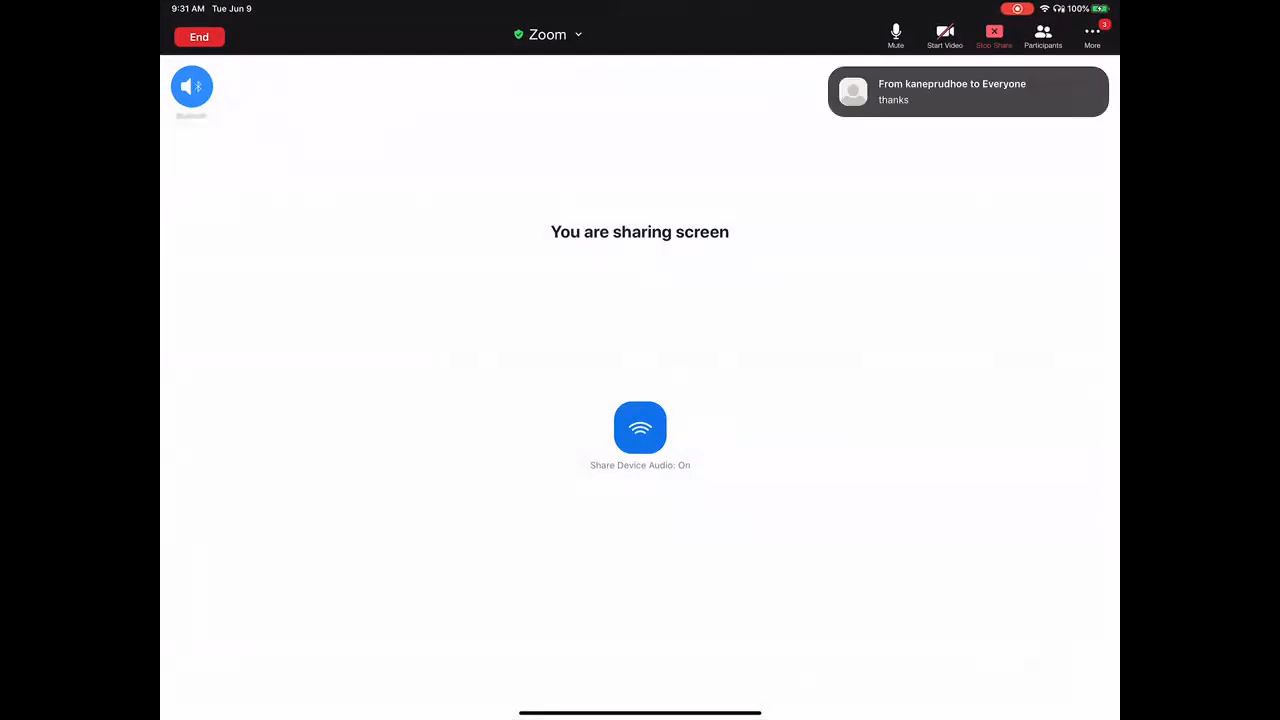 9:31 AM Tue Jun 9
100%
End
Zoom
Mute
Start Video
Stop Share
Participants
3
More
Bluetooth
From kaneprudhoe to Everyone
thanks
You are sharing screen
Share Device Audio: On